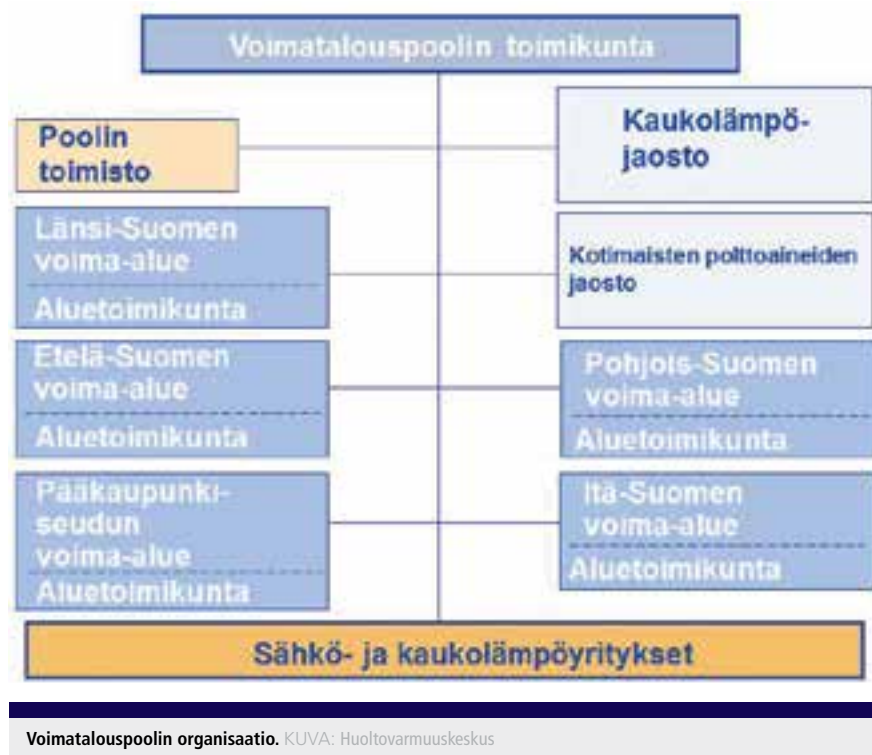 Voimatalouspoolin toimikunta
Poolin
toimisto
Kaukolämpö-
jaosto
Länsi-Suomen
voima-alue
Aluetoimikunta
Kotimaisten polttoaineiden
jaosto
Etelä-Suomen
voima-alue
Aluetoimikunta
Pohjois-Suomen
voima-alue
Aluetoimikunta
Pääkaupunki-
seudun
voima-alue
Aluetoimikunta
Itä-Suomen
voima-alue
Aluetoimikunta
Sähkö- ja kaukolämpöyritykset
Voimatalouspoolin organisaatio. KUVA: Huoltovarmuuskeskus